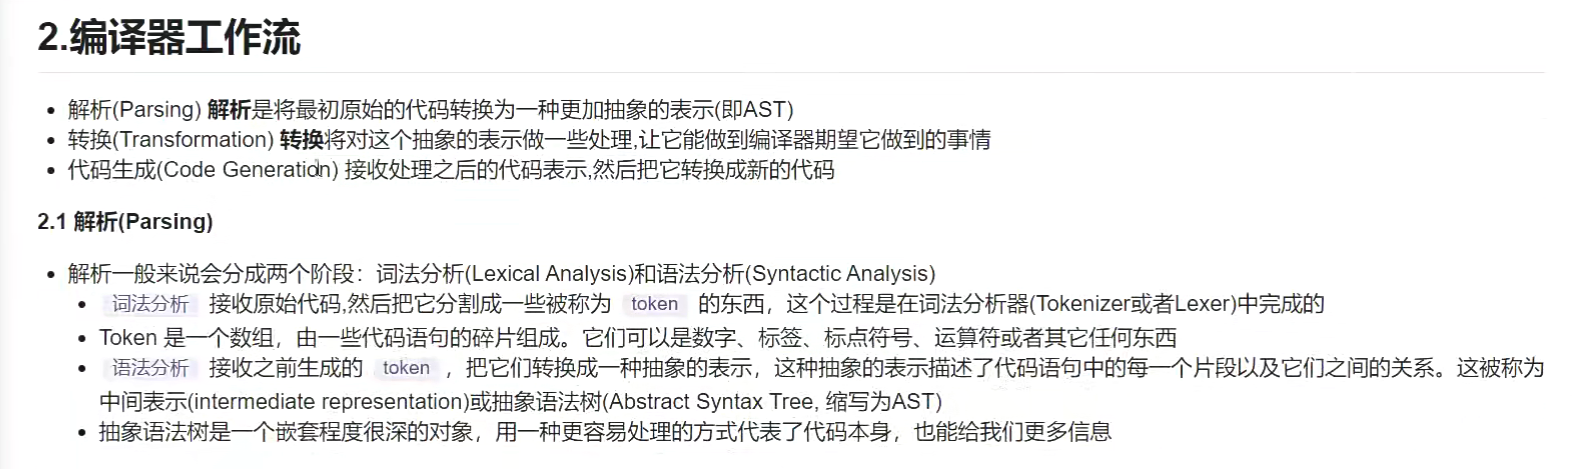 2.编译器工作流
解析(Parsing) 解析是将最初原始的代码转换为一种更加抽象的表示(即AST)
转换(Transformation) 转换将对这个抽象的表示做一些处理,让它能做到编译器期望它做到的事情
代码生成(Code Generation) 接收处理之后的代码表示,然后把它转换成新的代码
2.1 解析(Parsing)
解析一般来说会分成两个阶段：词法分析(Lexical Analysis)和语法分析(Syntactic Analysis)
词法分析 接收原始代码,然后把它分割成一些被称为 token 的东西，这个过程是在词法分析器(Tokenizer或者Lexer)中完成的
Token 是一个数组，由一些代码语句的碎片组成。它们可以是数字、标签、标点符号、运算符或者其它任何东西
语法分析 接收之前生成的 token ，把它们转换成一种抽象的表示，这种抽象的表示描述了代码语句中的每一个片段以及它们之间的关系。这被称为
中间表示(intermediate representation)或抽象语法树(Abstract Syntax Tree, 缩写为AST)
抽象语法树是一个嵌套程度很深的对象，用一种更容易处理的方式代表了代码本身，也能给我们更多信息